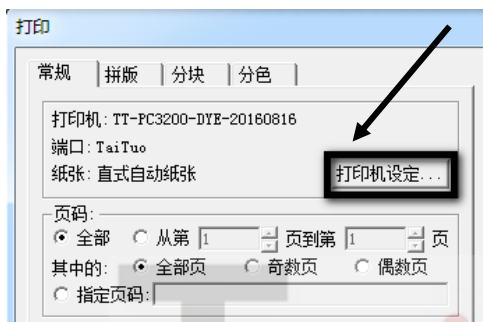 打印
常规 拼版 分块 分色
打印机: TT-PC3200-DYE-20160816
端口: TaiTuo
纸张: 直式自动纸张 打印机设定...
页码:
全部 从第 1 页到第 1 页
其中的: 全部页 奇数页 偶数页
指定页码: